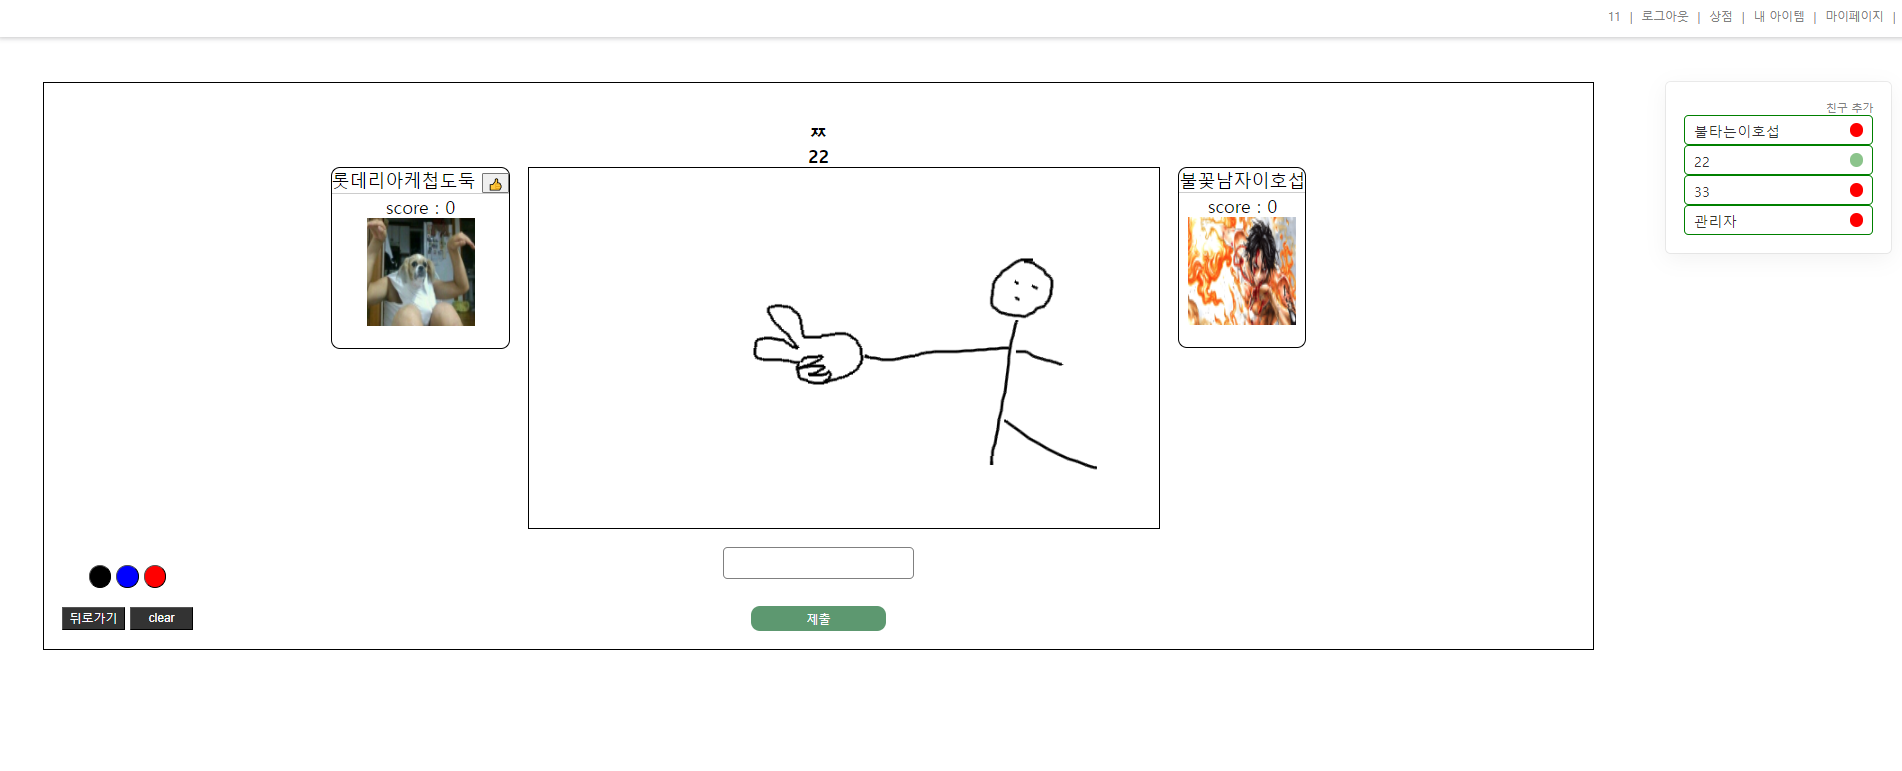 11 | 로그아웃 | 상점 | 내 아이템 | 마이페이지 |
친구 추가
불타는이호섭
22
33
관리자
ㅉ
22
롯데리아케첩도둑
score : 0
불꽃남자이호섭
score : 0
뒤로가기
clear
제출